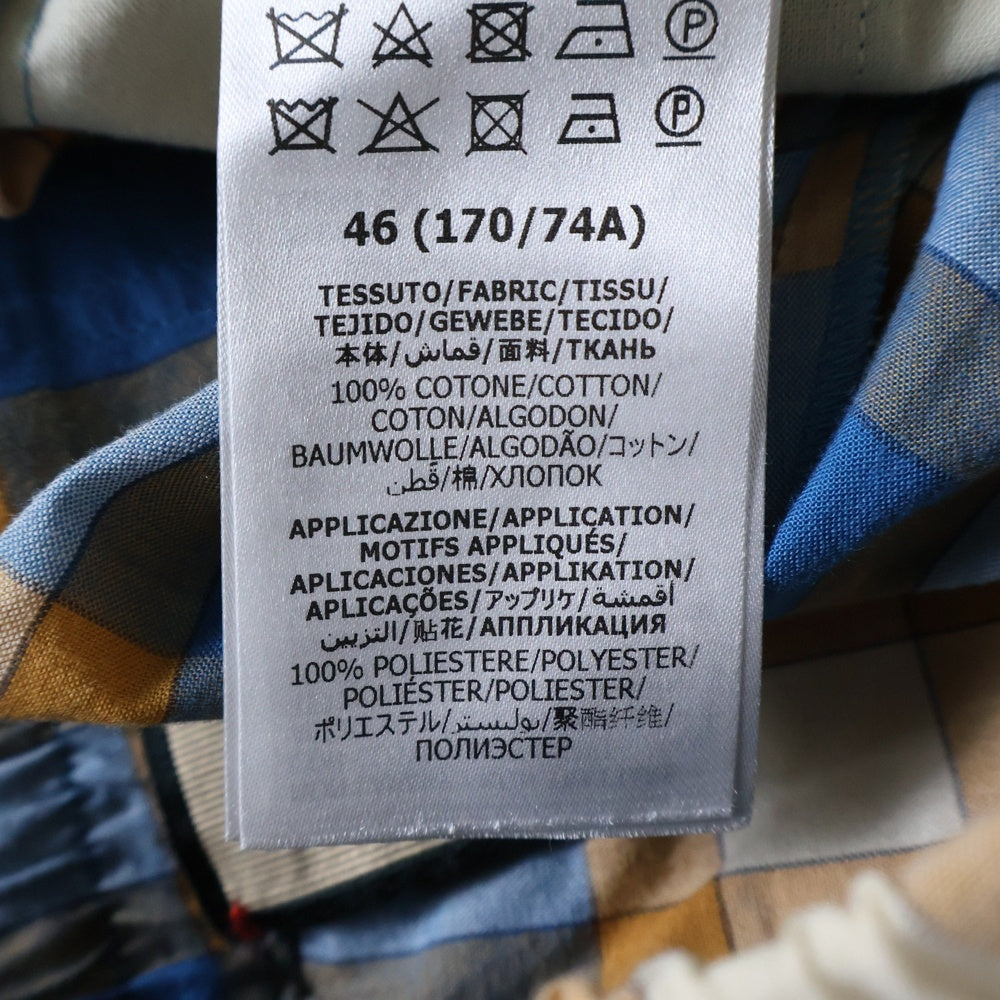 P
P
46 (170/74A)
TESSUTO/FABRIC/TISSU/
TEJIDO/GEWEBE/TECIDO/
本体/قماش/面料/ТКАНЬ
100% COTONE/COTTON/
COTON/ALGODON/
BAUMWOLLE/ALGODÃO/コットン/
قطن/棉/ХЛОПОК
APPLICAZIONE/APPLICATION/
MOTIFS APPLIQUÉS/
APLICACIONES/APPLIKATION/
APLICAÇÕES/アップリケ/أقمشة
التزيين/贴花/АППЛИКАЦИЯ
100% POLIESTERE/POLYESTER/
POLIÉSTER/POLIESTER/
ポリエステル/بوليستر/聚酯纤维/
ПОЛИЭСТЕР